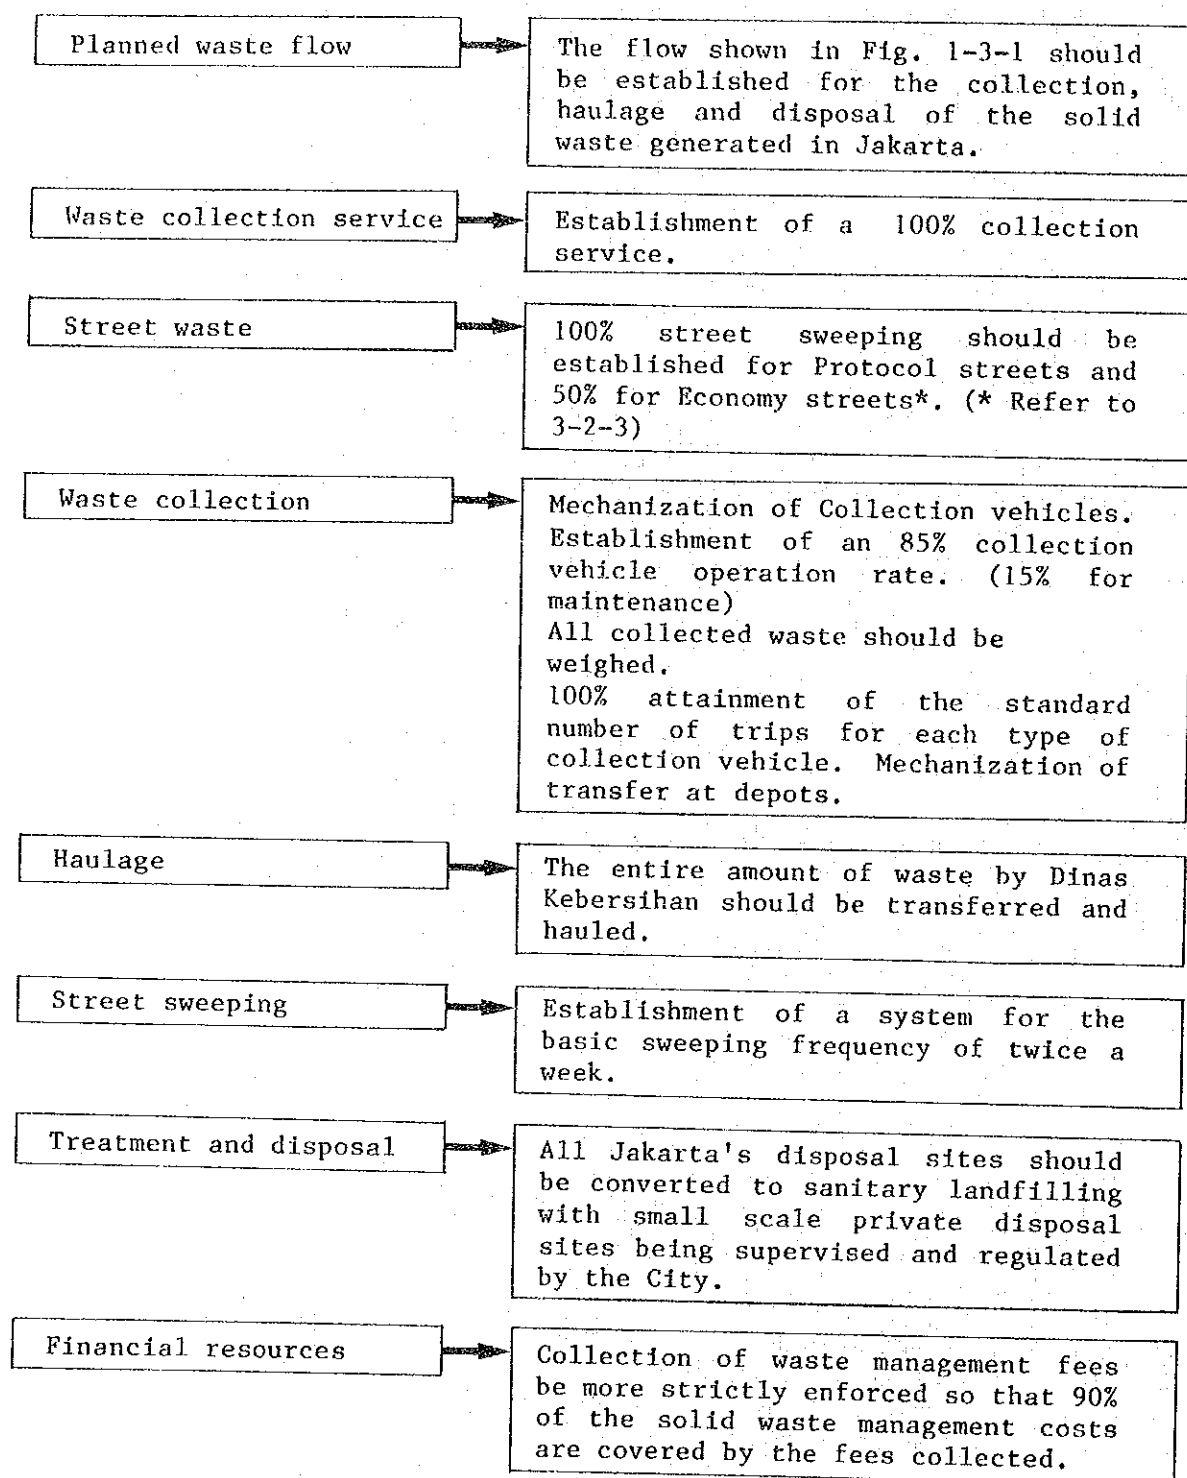 Planned waste flow
The flow shown in Fig. 1-3-1 should
be established for the collection,
haulage and disposal of the solid
waste generated in Jakarta.
Waste collection service
Establishment of a 100% collection
service.
Street waste
100% street sweeping should be
established for Protocol streets and
50% for Economy streets*. (* Refer to
3-2-3)
Waste collection
Mechanization of Collection vehicles.
Establishment of an 85% collection
vehicle operation rate. (15% for
maintenance)
All collected waste should be
weighed.
100% attainment of the standard
number of trips for each type of
collection vehicle. Mechanization of
transfer at depots.
Haulage
The entire amount of waste by Dinas
Kebersihan should be transferred and
hauled.
Street sweeping
Establishment of a system for the
basic sweeping frequency of twice a
week.
Treatment and disposal
All Jakarta's disposal sites should
be converted to sanitary landfilling
with small scale private disposal
sites being supervised and regulated
by the City.
Financial resources
Collection of waste management fees
be more strictly enforced so that 90%
of the solid waste management costs
are covered by the fees collected.